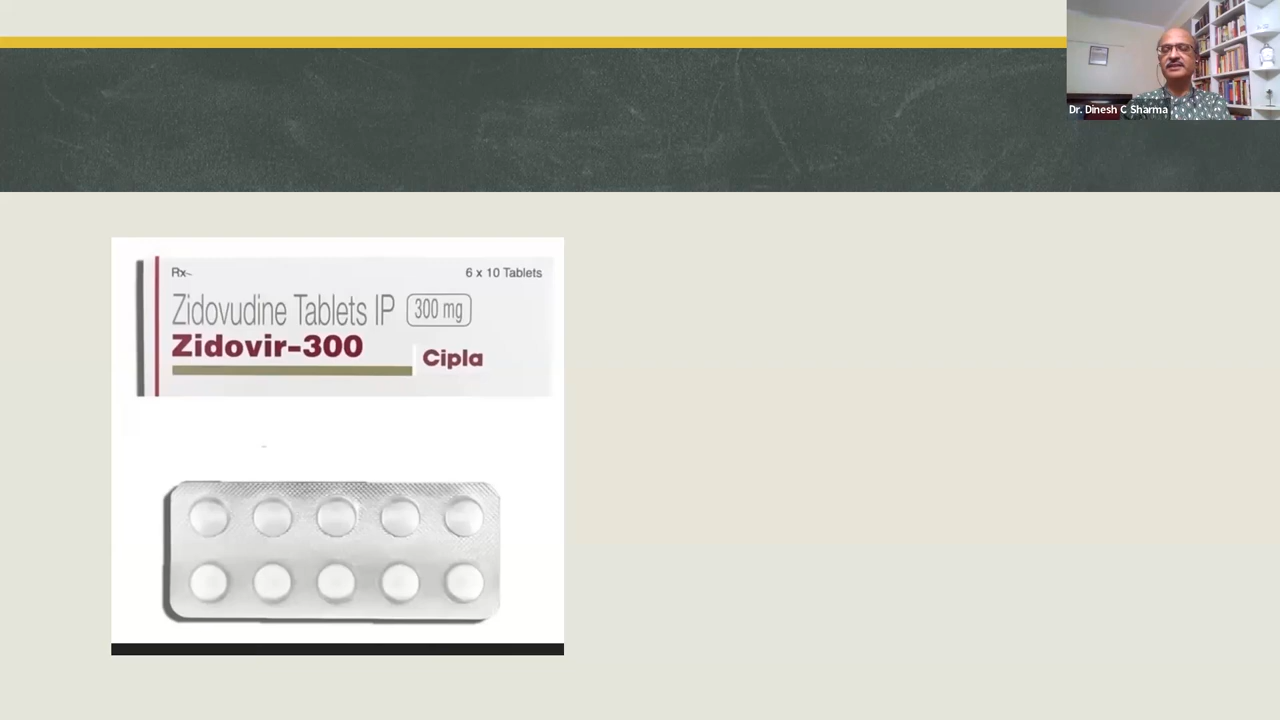 Dr. Dinesh C Sharma
Rx
6 x 10 Tablets
Zidovudine Tablets IP 300 mg
Zidovir-300
Cipla